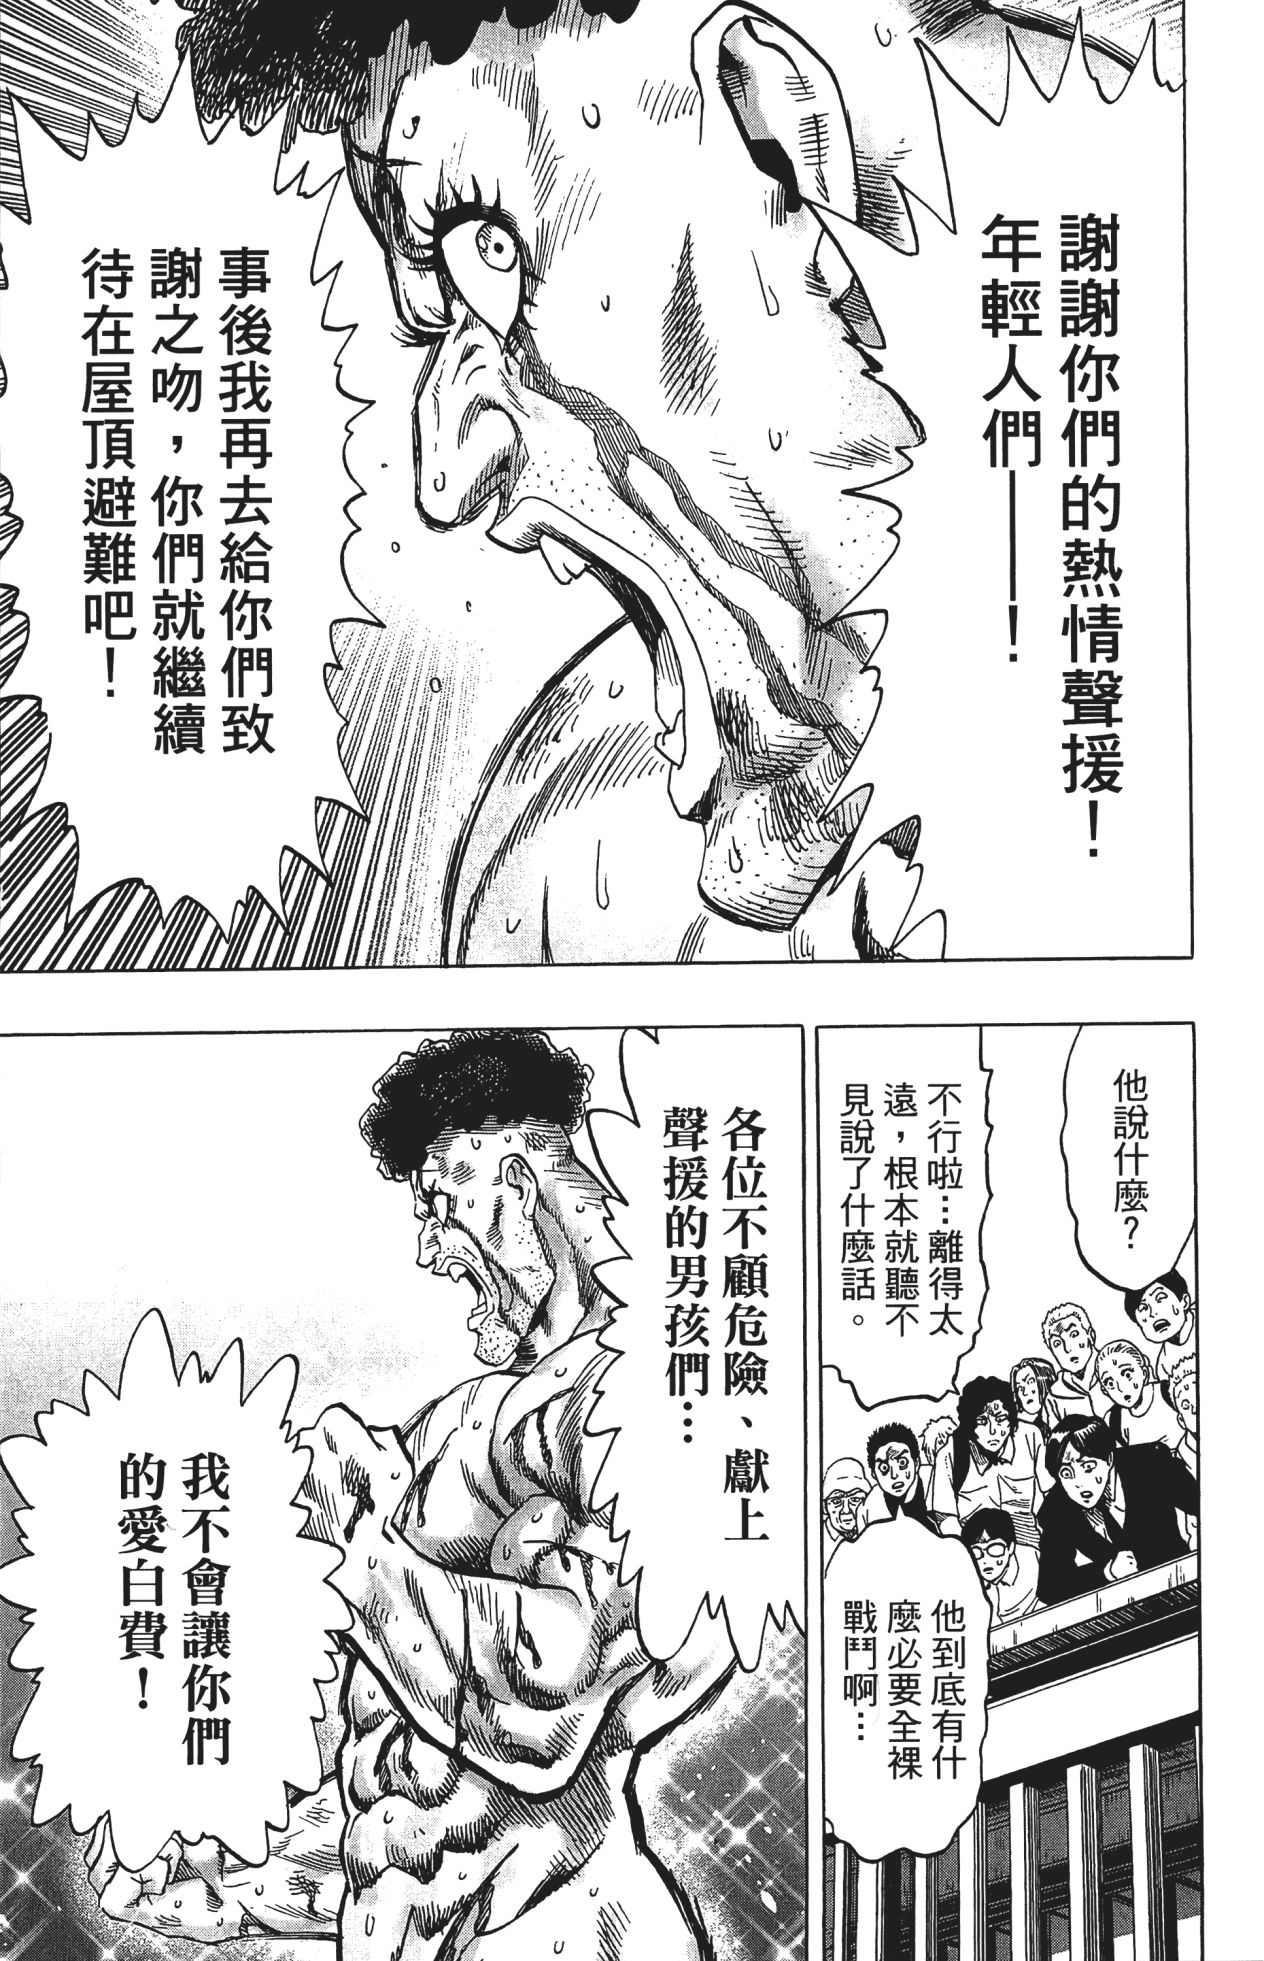 謝謝你們的熱情聲援！
年輕人們——！
事後我再去給你們致
謝之吻，你們就繼續
待在屋頂避難吧！
他說什麼？
不行啦…離得太
遠，根本就聽不
見說了什麼話。
他到底有什
麼必要全裸
戰鬥啊…
各位不顧危險、獻上
聲援的男孩們…
我不會讓你們
的愛白費！